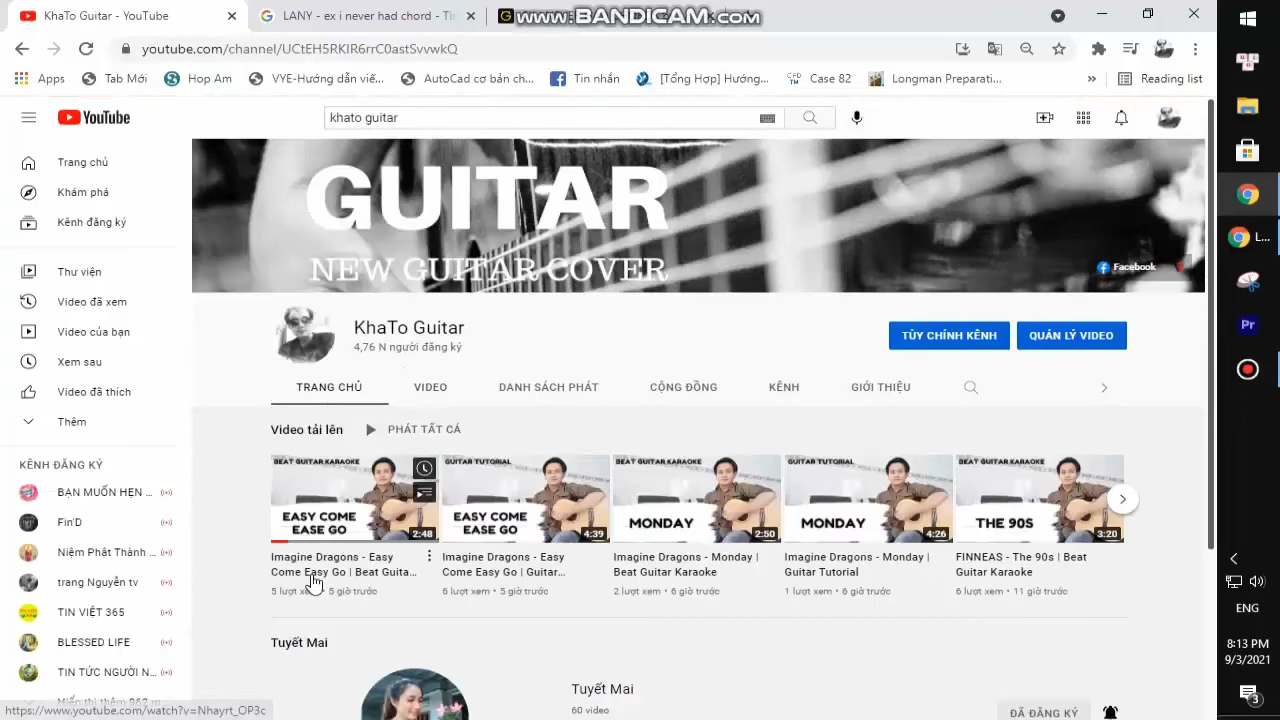 KhaTo Guitar - YouTube
LANY - ex i never had chord - Ti
www.BANDICAM.com
youtube.com/channel/UCtEH5RKIR6rrC0astSvvwkQ
Apps
Tab Mới
Hop Am
VYE-Hướng dẫn viế...
AutoCad cơ bản ch...
Tin nhắn
[Tổng Hợp] Hướng...
Case 82
Longman Preparati...
»
Reading list
YouTube
khato guitar
Trang chủ
Khám phá
Kênh đăng ký
Thư viện
Video đã xem
Video của bạn
Xem sau
Video đã thích
Thêm
KÊNH ĐĂNG KÝ
BẠN MUỐN HẸN ...
Fin'D
Niệm Phật Thành ...
trang Nguyễn tv
TIN VIỆT 365
BLESSED LIFE
TIN TỨC NGƯỜI N...
Hiển thị thêm 962 m
https://www.youtube.com/watch?v=Nhayrt_OP3c
GUITAR
NEW GUITAR COVER
Facebook
KhaTo Guitar
4,76 N người đăng ký
TÙY CHỈNH KÊNH
QUẢN LÝ VIDEO
TRANG CHỦ
VIDEO
DANH SÁCH PHÁT
CỘNG ĐỒNG
KÊNH
GIỚI THIỆU
Video tải lên
PHÁT TẤT CẢ
BEAT GUITAR KARAOKE
EASY COME
EASE GO
2:48
Imagine Dragons - Easy
Come Easy Go | Beat Guita...
5 lượt xem • 5 giờ trước
GUITAR TUTORIAL
EASY COME
EASE GO
4:39
Imagine Dragons - Easy
Come Easy Go | Guitar...
6 lượt xem • 5 giờ trước
BEAT GUITAR KARAOKE
MONDAY
2:50
Imagine Dragons - Monday |
Beat Guitar Karaoke
2 lượt xem • 6 giờ trước
GUITAR TUTORIAL
MONDAY
4:26
Imagine Dragons - Monday |
Guitar Tutorial
1 lượt xem • 6 giờ trước
BEAT GUITAR KARAOKE
THE 90S
3:20
FINNEAS - The 90s | Beat
Guitar Karaoke
6 lượt xem • 11 giờ trước
Tuyết Mai
Tuyết Mai
60 video
ĐÃ ĐĂNG KÝ
L...
Pr
ENG
8:13 PM
9/3/2021
3